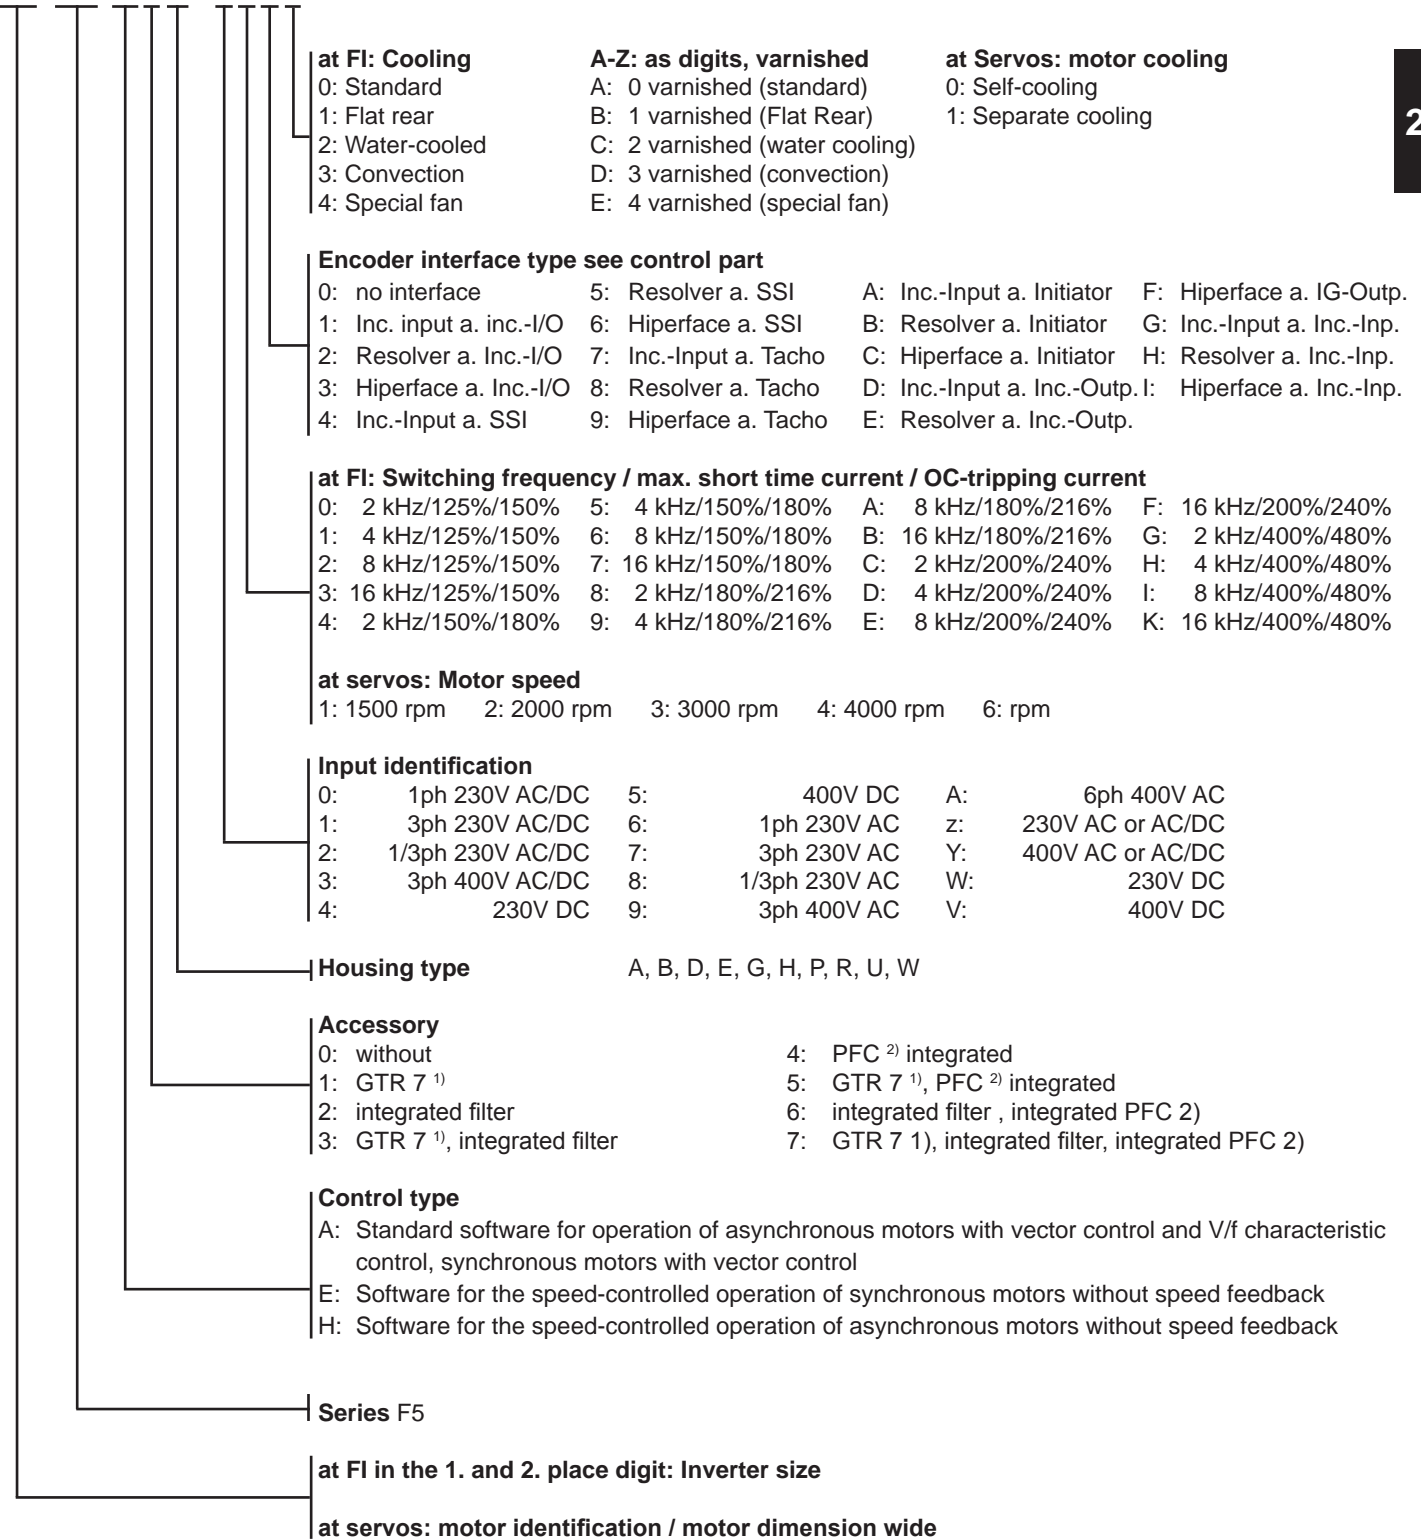 at FI: Cooling A-Z: as digits, varnished at Servos: motor cooling
0: Standard A: 0 varnished (standard) 0: Self-cooling
1: Flat rear B: 1 varnished (Flat Rear) 1: Separate cooling
2: Water-cooled C: 2 varnished (water cooling)
3: Convection D: 3 varnished (convection)
4: Special fan E: 4 varnished (special fan)
2
Encoder interface type see control part
0: no interface 5: Resolver a. SSI A: Inc.-Input a. Initiator F: Hiperface a. IG-Outp.
1: Inc. input a. inc.-I/O 6: Hiperface a. SSI B: Resolver a. Initiator G: Inc.-Input a. Inc.-Inp.
2: Resolver a. Inc.-I/O 7: Inc.-Input a. Tacho C: Hiperface a. Initiator H: Resolver a. Inc.-Inp.
3: Hiperface a. Inc.-I/O 8: Resolver a. Tacho D: Inc.-Input a. Inc.-Outp. I: Hiperface a. Inc.-Inp.
4: Inc.-Input a. SSI 9: Hiperface a. Tacho E: Resolver a. Inc.-Outp.
at FI: Switching frequency / max. short time current / OC-tripping current
0: 2 kHz/125%/150% 5: 4 kHz/150%/180% A: 8 kHz/180%/216% F: 16 kHz/200%/240%
1: 4 kHz/125%/150% 6: 8 kHz/150%/180% B: 16 kHz/180%/216% G: 2 kHz/400%/480%
2: 8 kHz/125%/150% 7: 16 kHz/150%/180% C: 2 kHz/200%/240% H: 4 kHz/400%/480%
3: 16 kHz/125%/150% 8: 2 kHz/180%/216% D: 4 kHz/200%/240% I: 8 kHz/400%/480%
4: 2 kHz/150%/180% 9: 4 kHz/180%/216% E: 8 kHz/200%/240% K: 16 kHz/400%/480%
at servos: Motor speed
1: 1500 rpm 2: 2000 rpm 3: 3000 rpm 4: 4000 rpm 6: rpm
Input identification
0: 1ph 230V AC/DC 5: 400V DC A: 6ph 400V AC
1: 3ph 230V AC/DC 6: 1ph 230V AC z: 230V AC or AC/DC
2: 1/3ph 230V AC/DC 7: 3ph 230V AC Y: 400V AC or AC/DC
3: 3ph 400V AC/DC 8: 1/3ph 230V AC W: 230V DC
4: 230V DC 9: 3ph 400V AC V: 400V DC
Housing type A, B, D, E, G, H, P, R, U, W
Accessory
0: without 4: PFC 2) integrated
1: GTR 7 1) 5: GTR 7 1), PFC 2) integrated
2: integrated filter 6: integrated filter , integrated PFC 2)
3: GTR 7 1), integrated filter 7: GTR 7 1), integrated filter, integrated PFC 2)
Control type
A: Standard software for operation of asynchronous motors with vector control and V/f characteristic
control, synchronous motors with vector control
E: Software for the speed-controlled operation of synchronous motors without speed feedback
H: Software for the speed-controlled operation of asynchronous motors without speed feedback
Series F5
at FI in the 1. and 2. place digit: Inverter size
at servos: motor identification / motor dimension wide